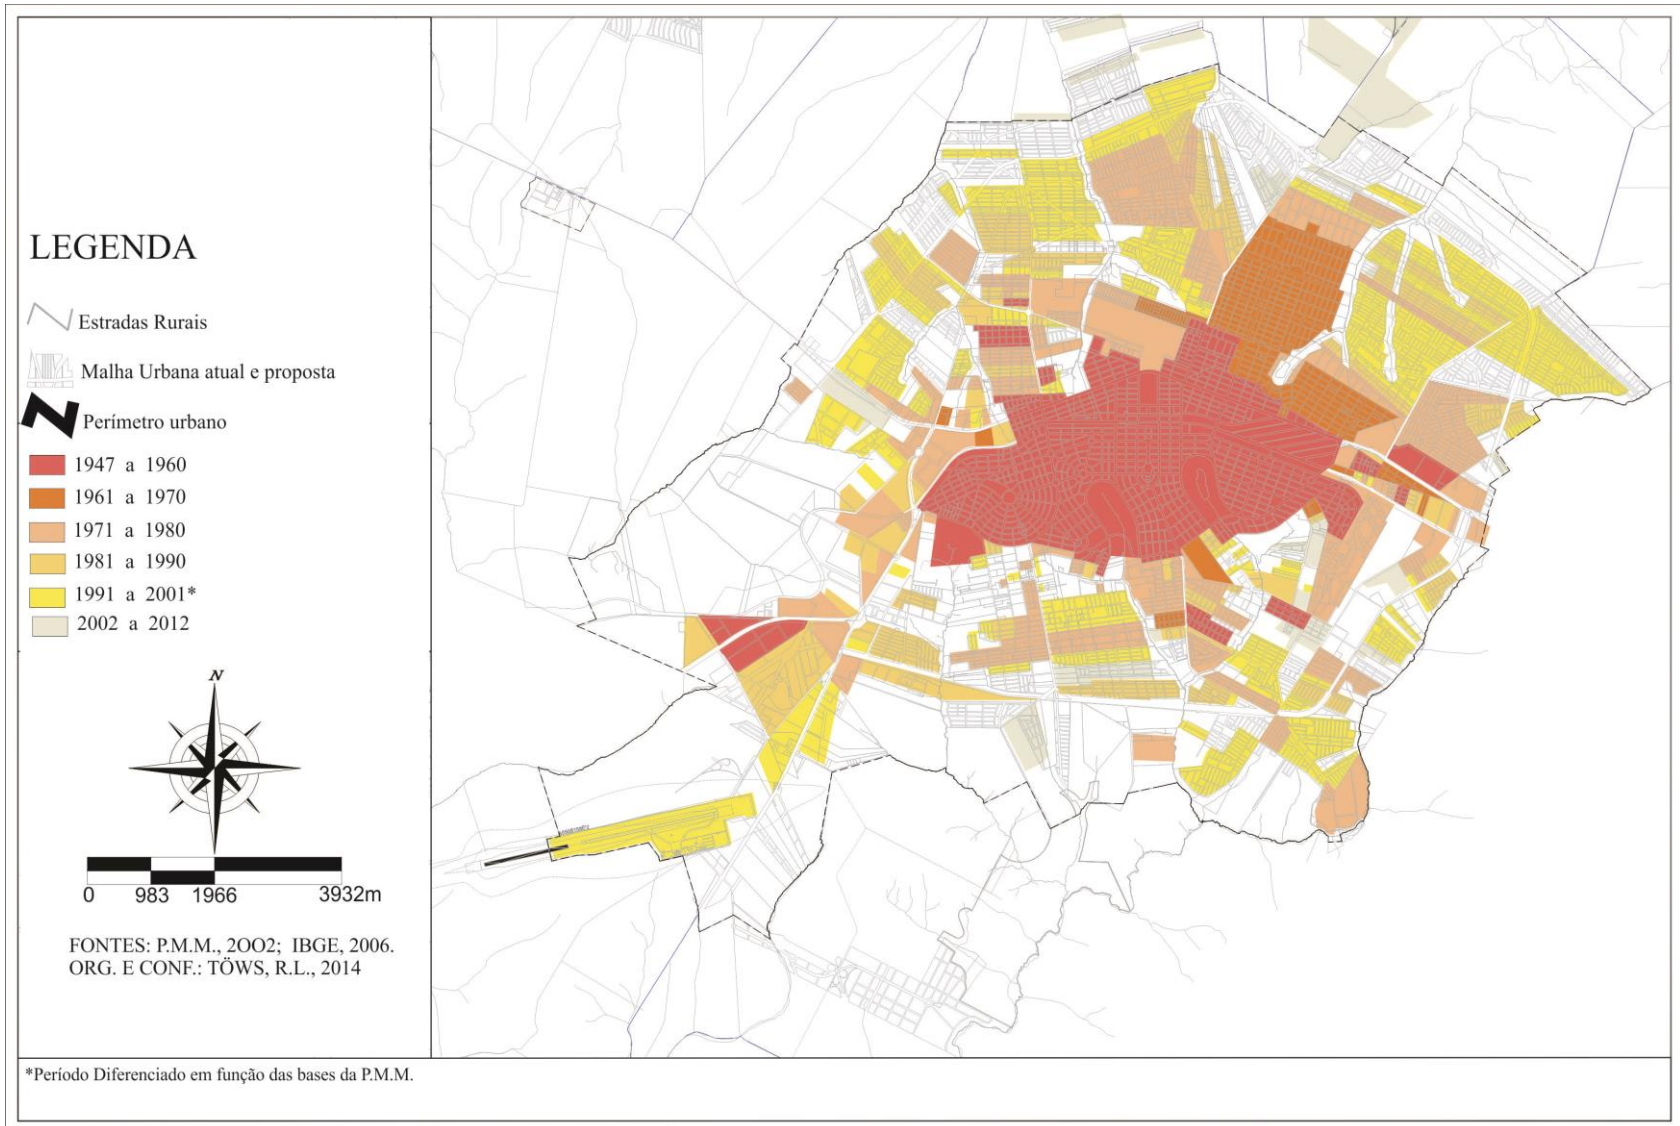 LEGENDA
Estradas Rurais
Malha Urbana atual e proposta
Perímetro urbano
1947 a 1960
1961 a 1970
1971 a 1980
1981 a 1990
1991 a 2001*
2002 a 2012
N
0 983 1966 3932m
FONTES: P.M.M., 2OO2; IBGE, 2006.
ORG. E CONF.: TÖWS, R.L., 2014
*Período Diferenciado em função das bases da P.M.M.